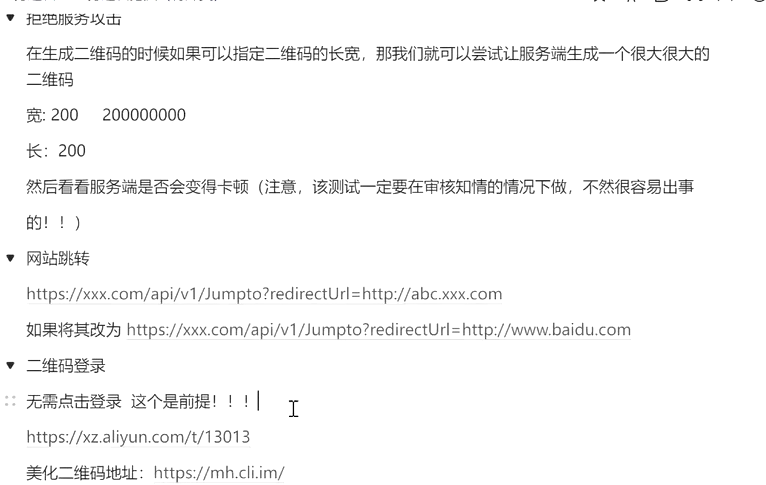 拒绝服务攻击
在生成二维码的时候如果可以指定二维码的长宽，那我们就可以尝试让服务端生成一个很大很大的
二维码
宽: 200 200000000
长：200
然后看看服务端是否会变得卡顿（注意，该测试一定要在审核知情的情况下做，不然很容易出事
的！！）
网站跳转
https://xxx.com/api/v1/Jumpto?redirectUrl=http://abc.xxx.com
如果将其改为 https://xxx.com/api/v1/Jumpto?redirectUrl=http://www.baidu.com
二维码登录
无需点击登录 这个是前提！！！
https://xz.aliyun.com/t/13013
美化二维码地址：https://mh.cli.im/